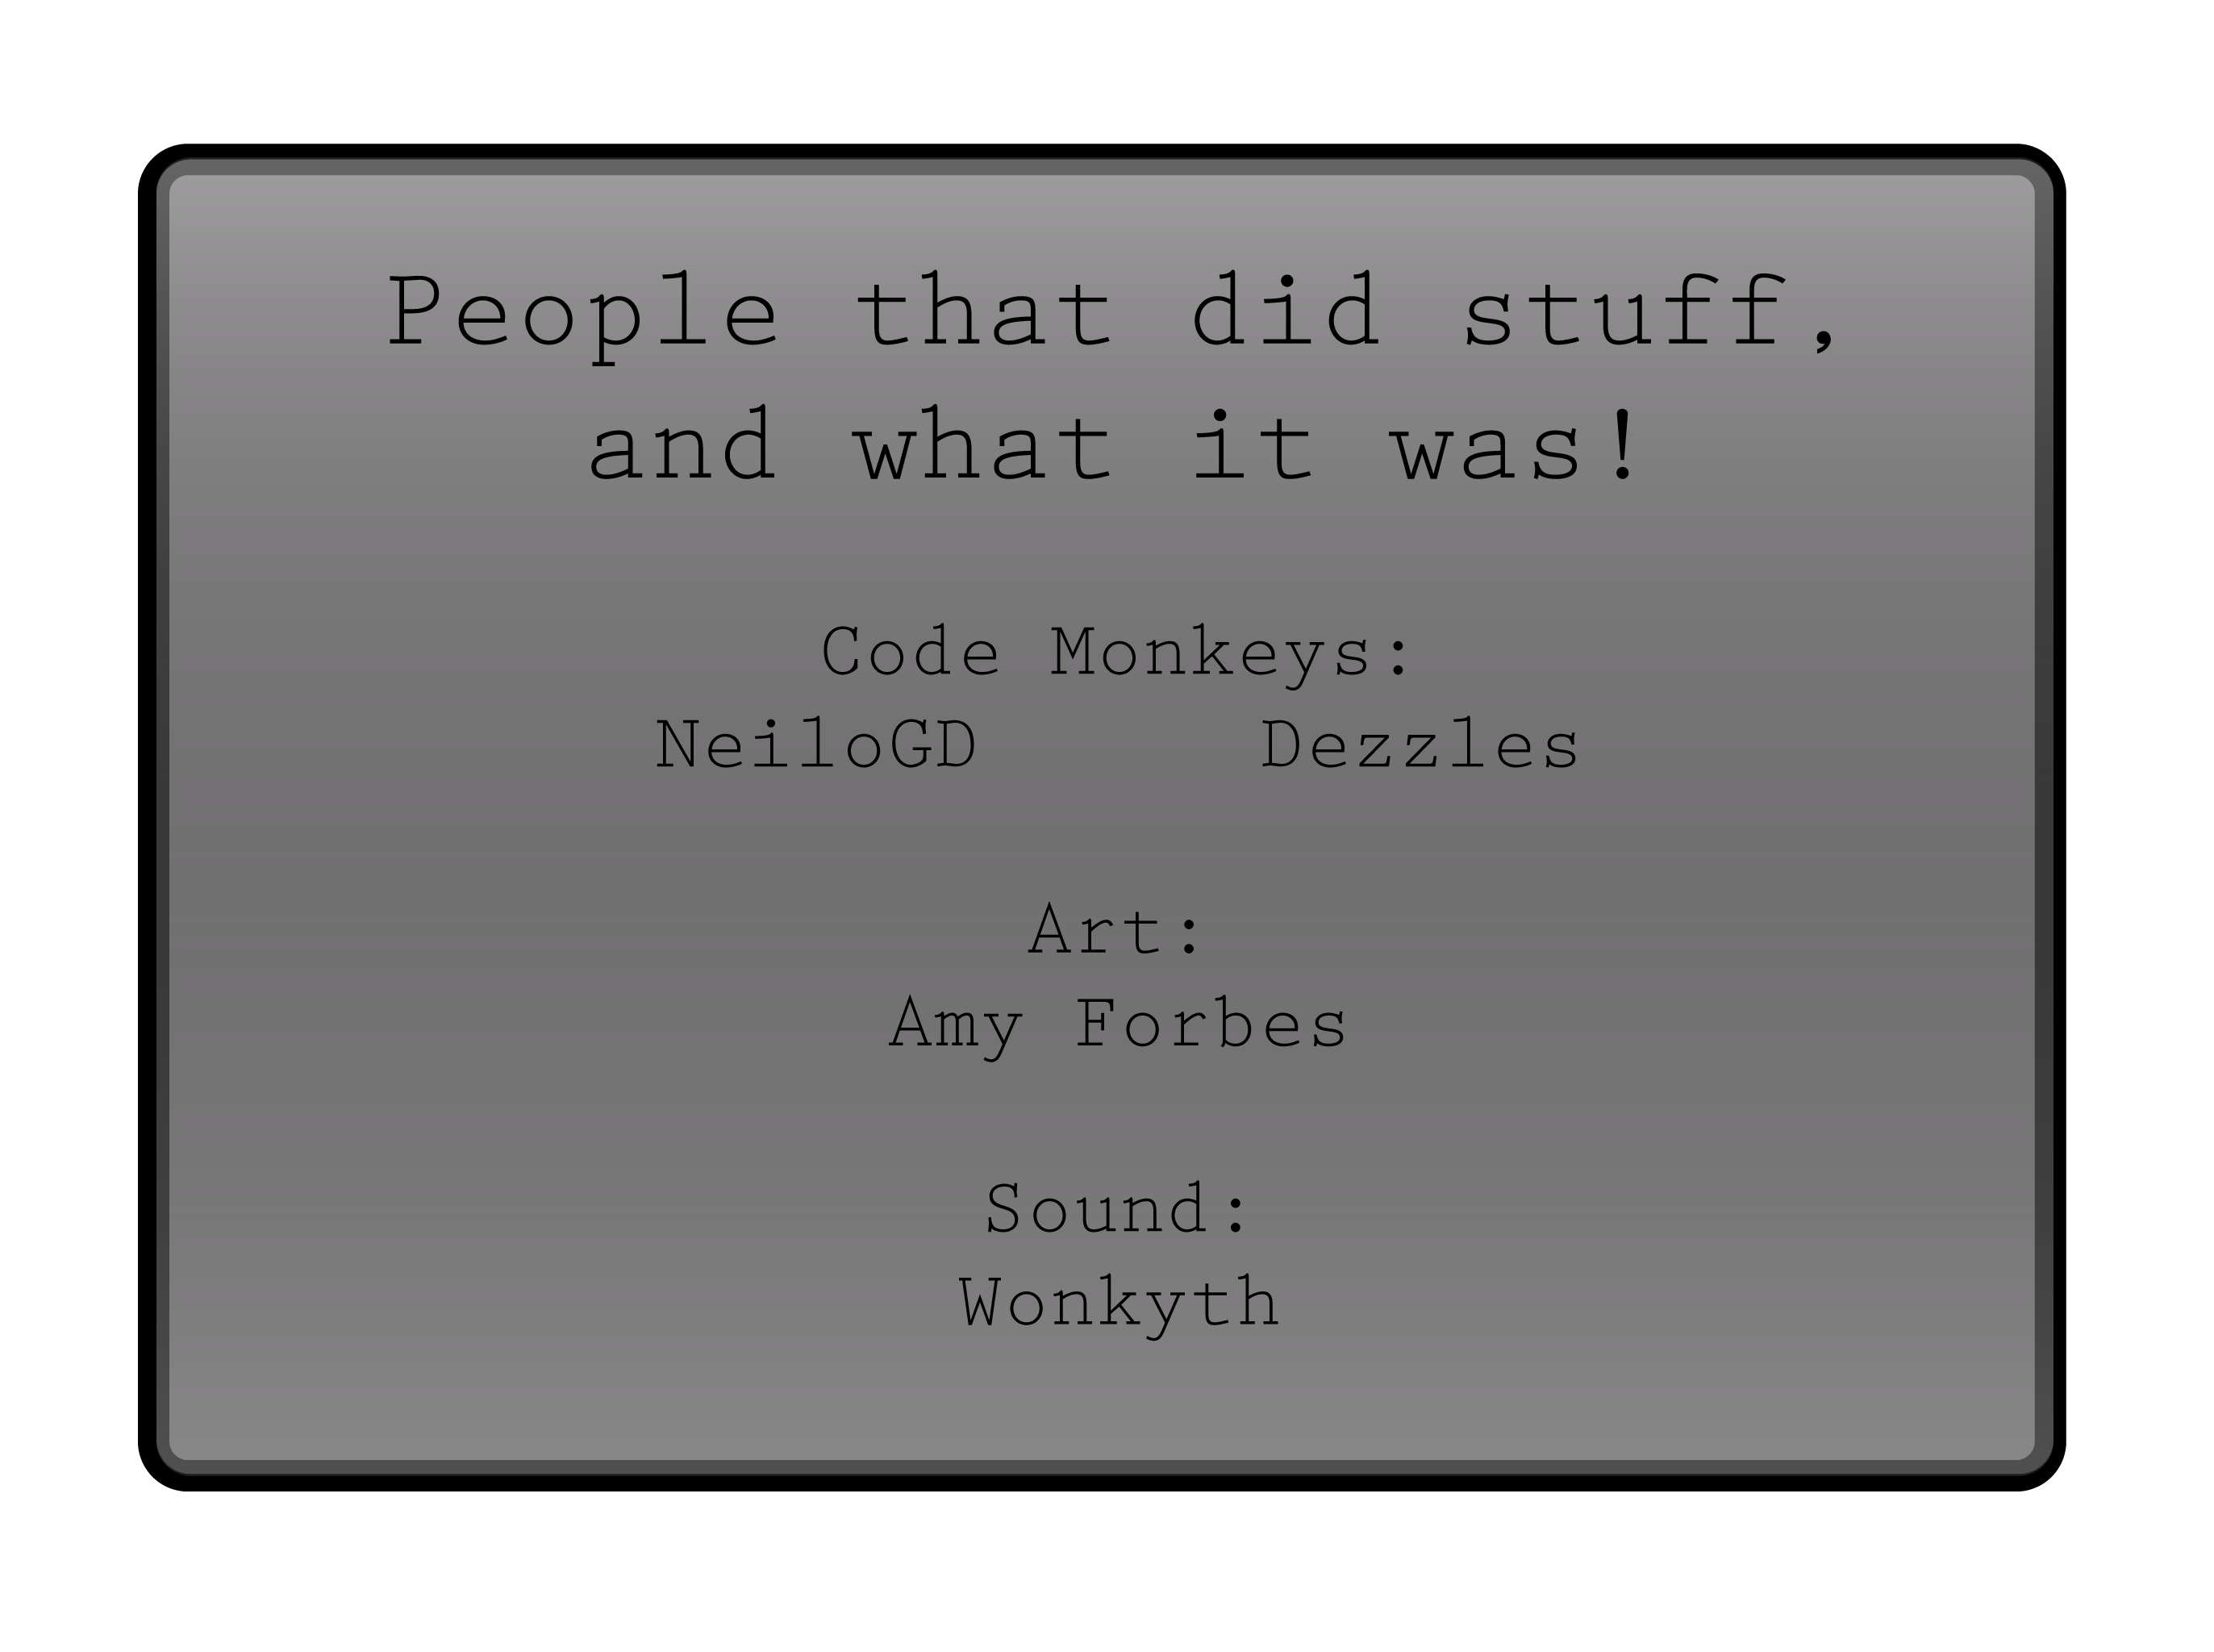 People that did stuff,
and what it was!
Code Monkeys:
NeiloGD Dezzles
Art:
Amy Forbes
Sound:
Wonkyth